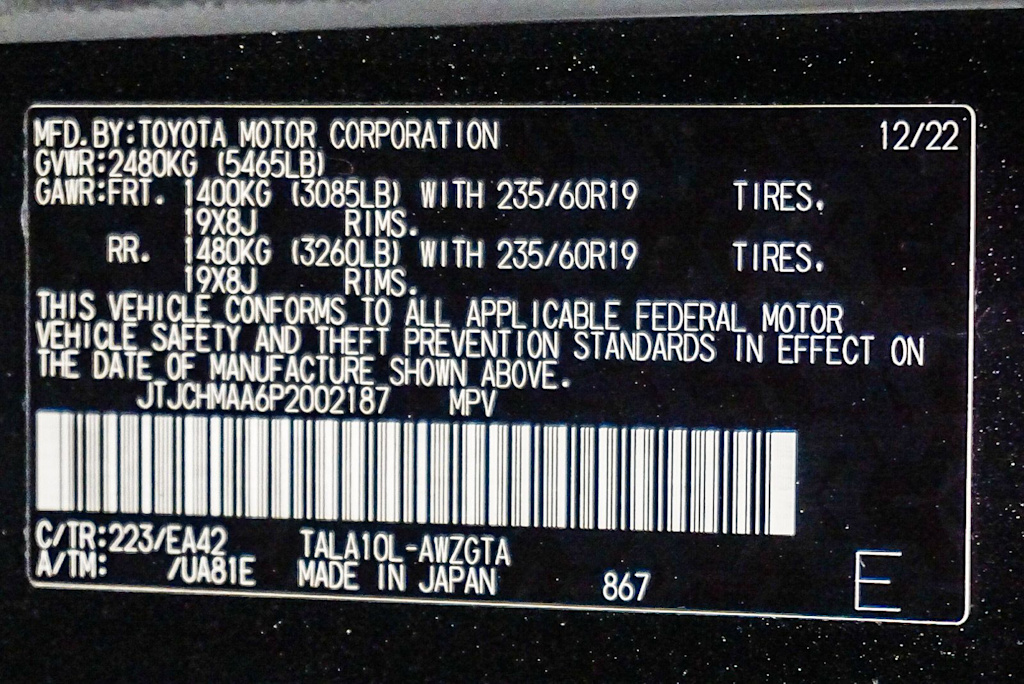 MFD.BY:TOYOTA MOTOR CORPORATION 12/22
GVWR:2480KG (5465LB)
GAWR:FRT. 1400KG (3085LB) WITH 235/60R19 TIRES.
19X8J RIMS.
RR. 1480KG (3260LB) WITH 235/60R19 TIRES.
19X8J RIMS.
THIS VEHICLE CONFORMS TO ALL APPLICABLE FEDERAL MOTOR
VEHICLE SAFETY AND THEFT PREVENTION STANDARDS IN EFFECT ON
THE DATE OF MANUFACTURE SHOWN ABOVE.
JTJCHMAA6P2002187 MPV
C/TR:223/EA42 TALA10L-AWZGTA
A/TM: /UA81E MADE IN JAPAN 867 E